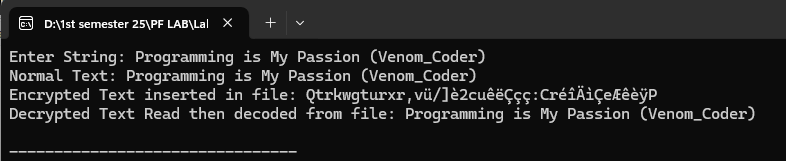 D:\1st semester 25\PF LAB\Lal
Enter String: Programming is My Passion (Venom_Coder)
Normal Text: Programming is My Passion (Venom_Coder)
Encrypted Text inserted in file: Qtrkwgturxr,vü/]è2cuêëÇçç:CréîÄìÇeÆêèÿP
Decrypted Text Read then decoded from file: Programming is My Passion (Venom_Coder)
--------------------------------